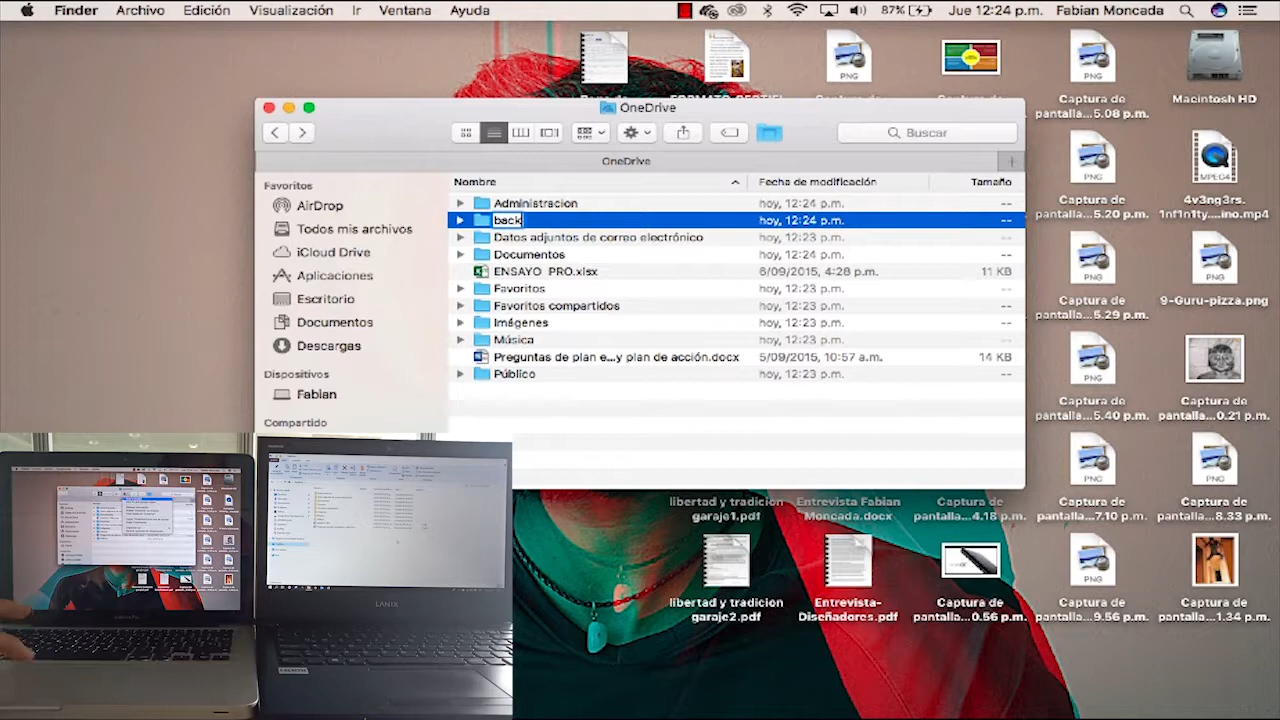 Finder Archivo Edición Visualización Ir Ventana Ayuda 87% Jue 12:24 p.m. Fabian Moncada
OneDrive
Buscar
OneDrive
Nombre Fecha de modificación Tamaño
Favoritos
AirDrop
Todos mis archivos
iCloud Drive
Aplicaciones
Escritorio
Documentos
Descargas
Dispositivos
Fabian
Compartido
Administracion hoy, 12:24 p.m. --
back hoy, 12:24 p.m. --
Datos adjuntos de correo electrónico hoy, 12:23 p.m. --
Documentos hoy, 12:24 p.m. --
ENSAYO PRO.xlsx 6/09/2015, 4:28 p.m. 11 KB
Favoritos hoy, 12:23 p.m. --
Favoritos compartidos hoy, 12:23 p.m. --
Imágenes hoy, 12:23 p.m. --
Música hoy, 12:23 p.m. --
Preguntas de plan e...y plan de acción.docx 5/09/2015, 10:57 a.m. 14 KB
Público hoy, 12:23 p.m. --
PNG
PNG
Captura de
pantalla...5.08 p.m.
Macintosh HD
PNG
Captura de
pantalla...5.20 p.m.
MPEG4
4v3ng3rs.
1nf1n1ty....ino.mp4
PNG
Captura de
pantalla...5.29 p.m.
PNG
9-Guru-pizza.png
PNG
Captura de
pantalla...5.40 p.m.
Captura de
pantalla...0.21 p.m.
libertad y tradicion
garaje1.pdf
Entrevista Fabian
Moncada.docx
Captura de
pantalla...4.18 p.m.
PNG
Captura de
pantalla...7.10 p.m.
PNG
Captura de
pantalla...8.33 p.m.
libertad y tradicion
garaje2.pdf
Entrevista-
Diseñadores.pdf
Captura de
pantalla...0.56 p.m.
PNG
Captura de
pantalla...9.56 p.m.
Captura de
pantalla...1.34 p.m.
LANIX